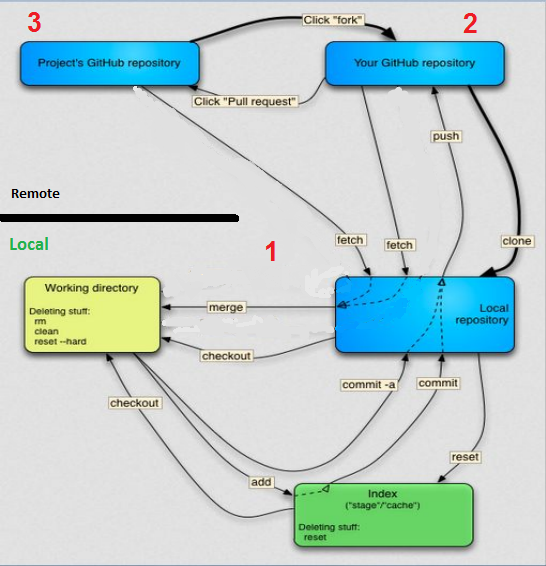 3
Click "fork"
2
Project's GitHub repository
Your GitHub repository
Click "Pull request"
push
Remote
Local
1
fetch
fetch
clone
Working directory
Deleting stuff:
rm
clean
reset --hard
merge
Local
repository
checkout
commit -a
commit
checkout
reset
add
Index
("stage"/"cache")
Deleting stuff:
reset